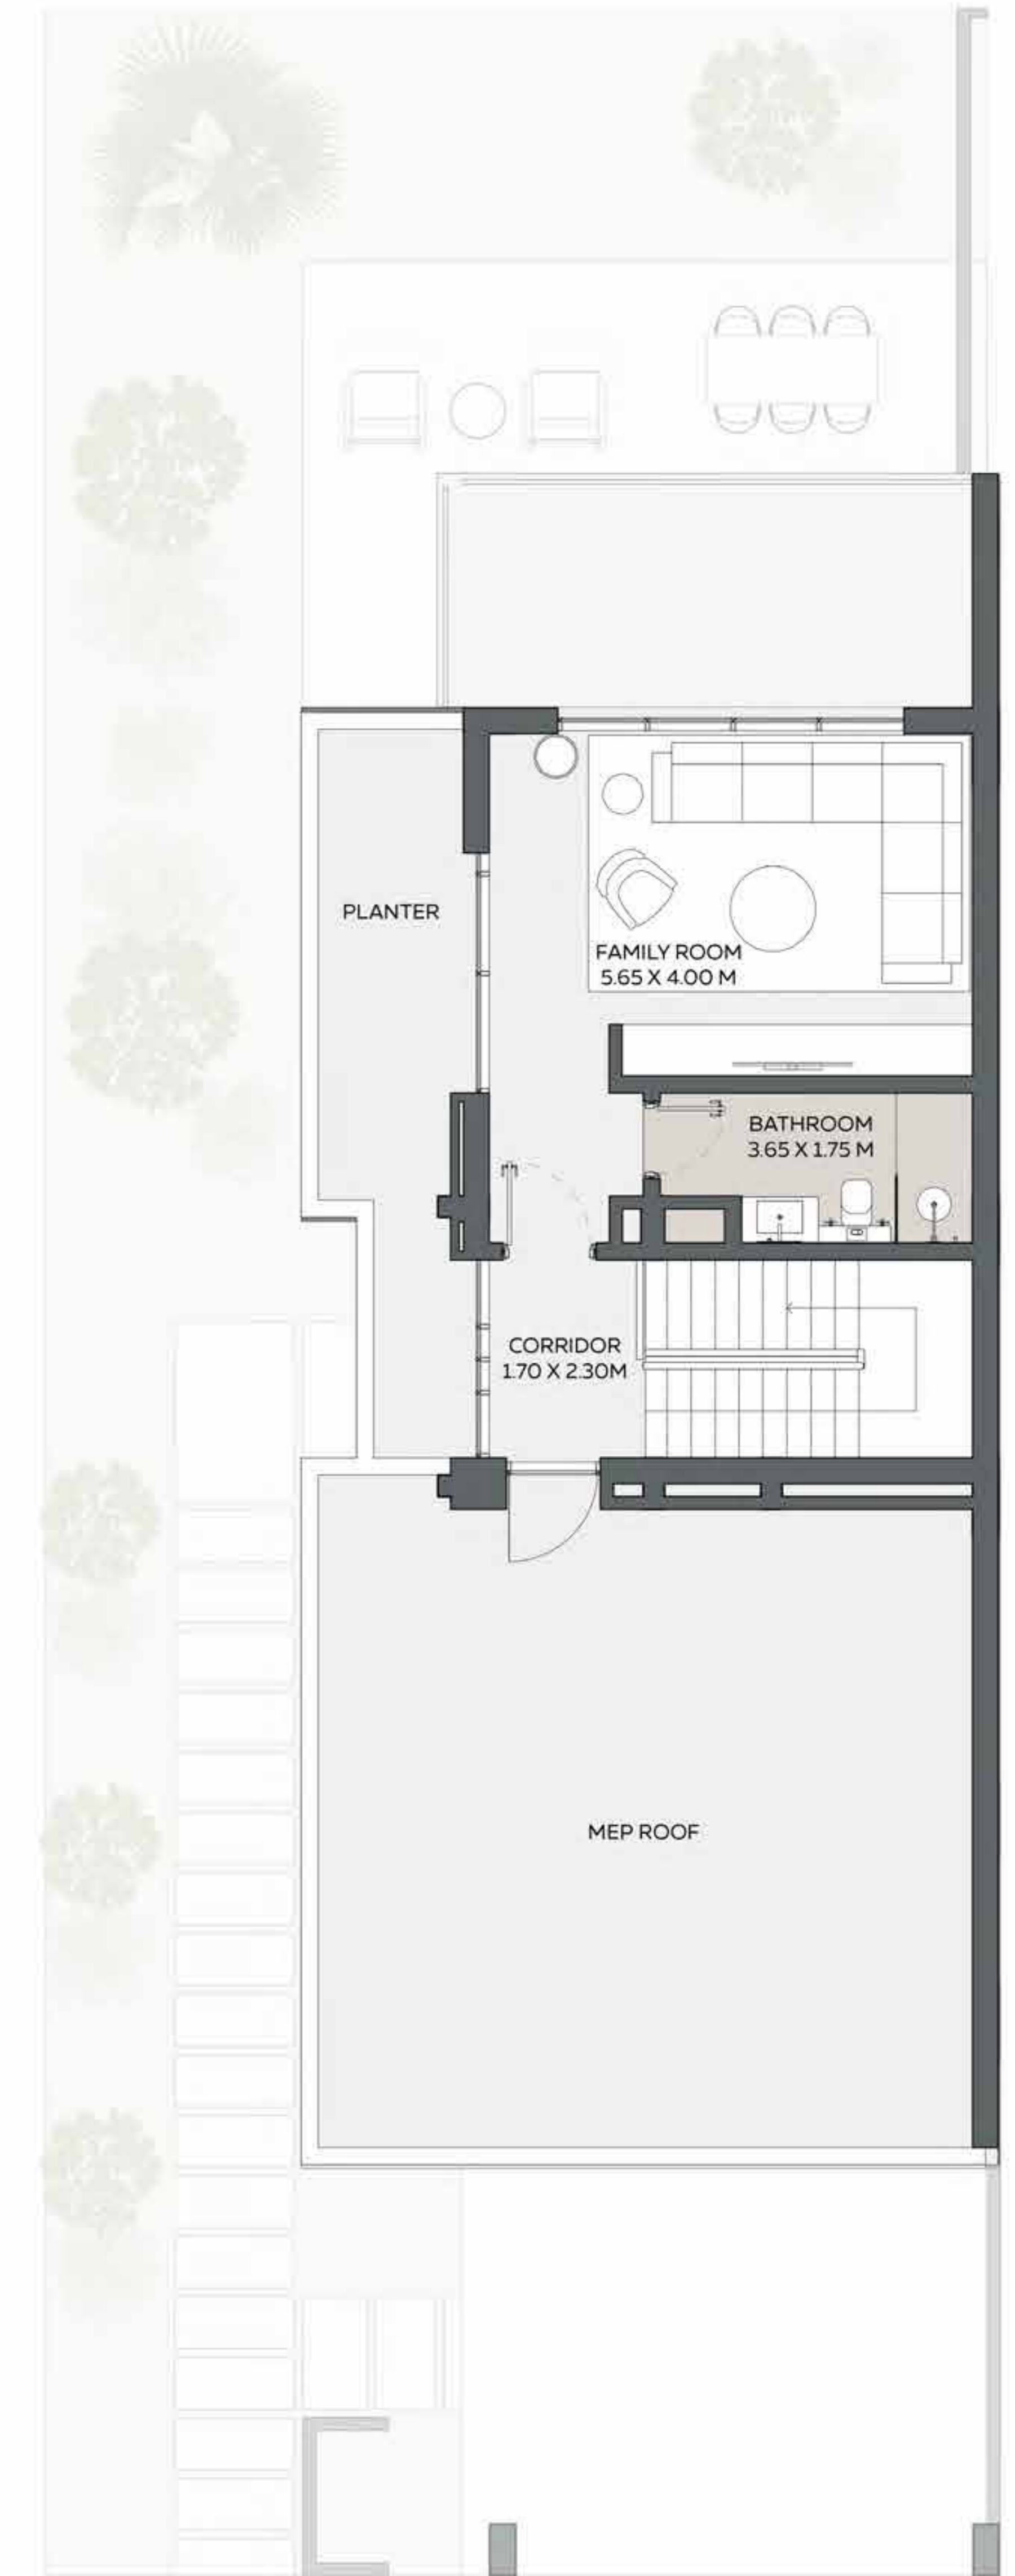 PLANTER
FAMILY ROOM
5.65 X 4.00 M
BATHROOM
3.65 X 1.75 M
CORRIDOR
1.70 X 2.30M
MEP ROOF